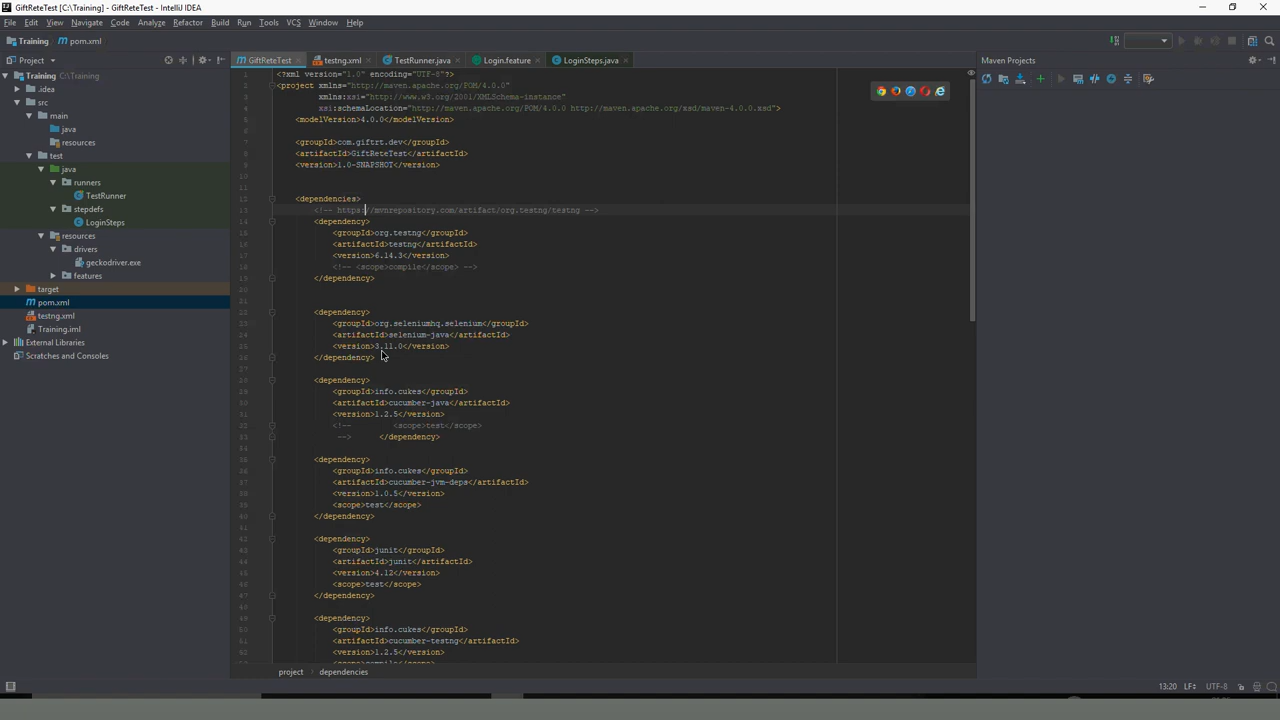 GiftReteTest [C:\Training] - IntelliJ IDEA
File Edit View Navigate Code Analyze Refactor Build Run Tools VCS Window Help
Training pom.xml
Project
GiftReteTest testng.xml TestRunner.java Login.feature LoginSteps.java
Maven Projects
Training C:\Training
.idea
src
main
java
resources
test
java
runners
TestRunner
stepdefs
LoginSteps
resources
drivers
geckodriver.exe
features
target
pom.xml
testng.xml
Training.iml
External Libraries
Scratches and Consoles
<?xml version="1.0" encoding="UTF-8"?>
<project xmlns="http://maven.apache.org/POM/4.0.0"
xmlns:xsi="http://www.w3.org/2001/XMLSchema-instance"
xsi:schemaLocation="http://maven.apache.org/POM/4.0.0 http://maven.apache.org/xsd/maven-4.0.0.xsd">
<modelVersion>4.0.0</modelVersion>
<groupId>com.giftrt.dev</groupId>
<artifactId>GiftReteTest</artifactId>
<version>1.0-SNAPSHOT</version>
<dependencies>
<!-- https://mvnrepository.com/artifact/org.testng/testng -->
<dependency>
<groupId>org.testng</groupId>
<artifactId>testng</artifactId>
<version>6.14.3</version>
<!-- <scope>compile</scope> -->
</dependency>
<dependency>
<groupId>org.seleniumhq.selenium</groupId>
<artifactId>selenium-java</artifactId>
<version>3.11.0</version>
</dependency>
<dependency>
<groupId>info.cukes</groupId>
<artifactId>cucumber-java</artifactId>
<version>1.2.5</version>
<!-- <scope>test</scope>
--> </dependency>
<dependency>
<groupId>info.cukes</groupId>
<artifactId>cucumber-jvm-deps</artifactId>
<version>1.0.5</version>
<scope>test</scope>
</dependency>
<dependency>
<groupId>junit</groupId>
<artifactId>junit</artifactId>
<version>4.12</version>
<scope>test</scope>
</dependency>
<dependency>
<groupId>info.cukes</groupId>
<artifactId>cucumber-testng</artifactId>
<version>1.2.5</version>
<scope>compile</scope>
project dependencies
13:20 LF UTF-8